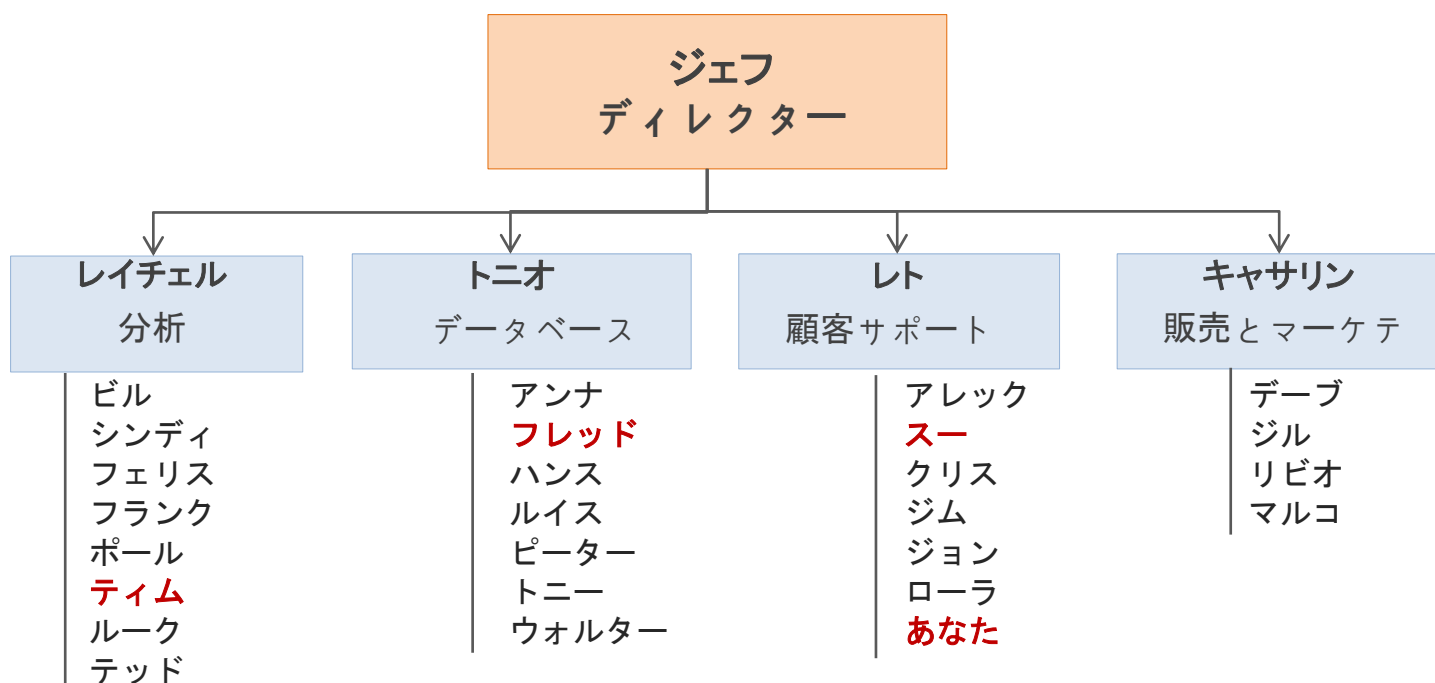 ジェフ
ディレクター
レイチェル
分析
トニオ
データベース
レト
顧客サポート
キャサリン
販売とマーケテ
ビル
シンディ
フェリス
フランク
ポール
ティム
ルーク
テッド
アンナ
フレッド
ハンス
ルイス
ピーター
トニー
ウォルター
アレック
スー
クリス
ジム
ジョン
ローラ
あなた
デーブ
ジル
リビオ
マルコ